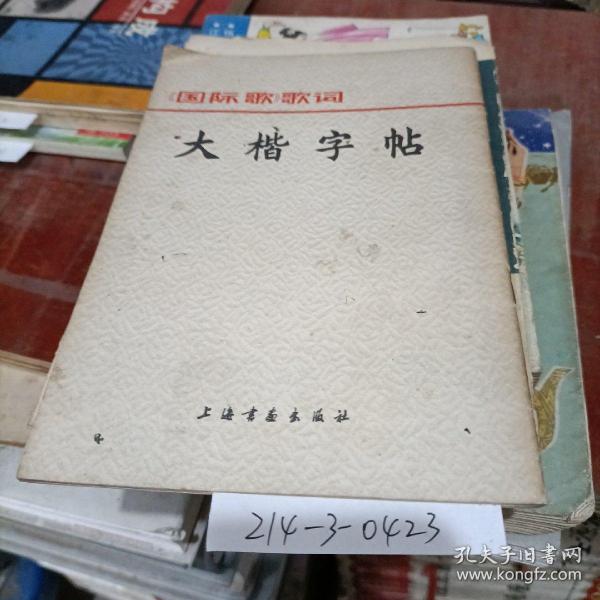 《国际歌》歌词
大楷字帖
上海书画出版社
214-3-0423
孔夫子旧书网
www.kongfz.com